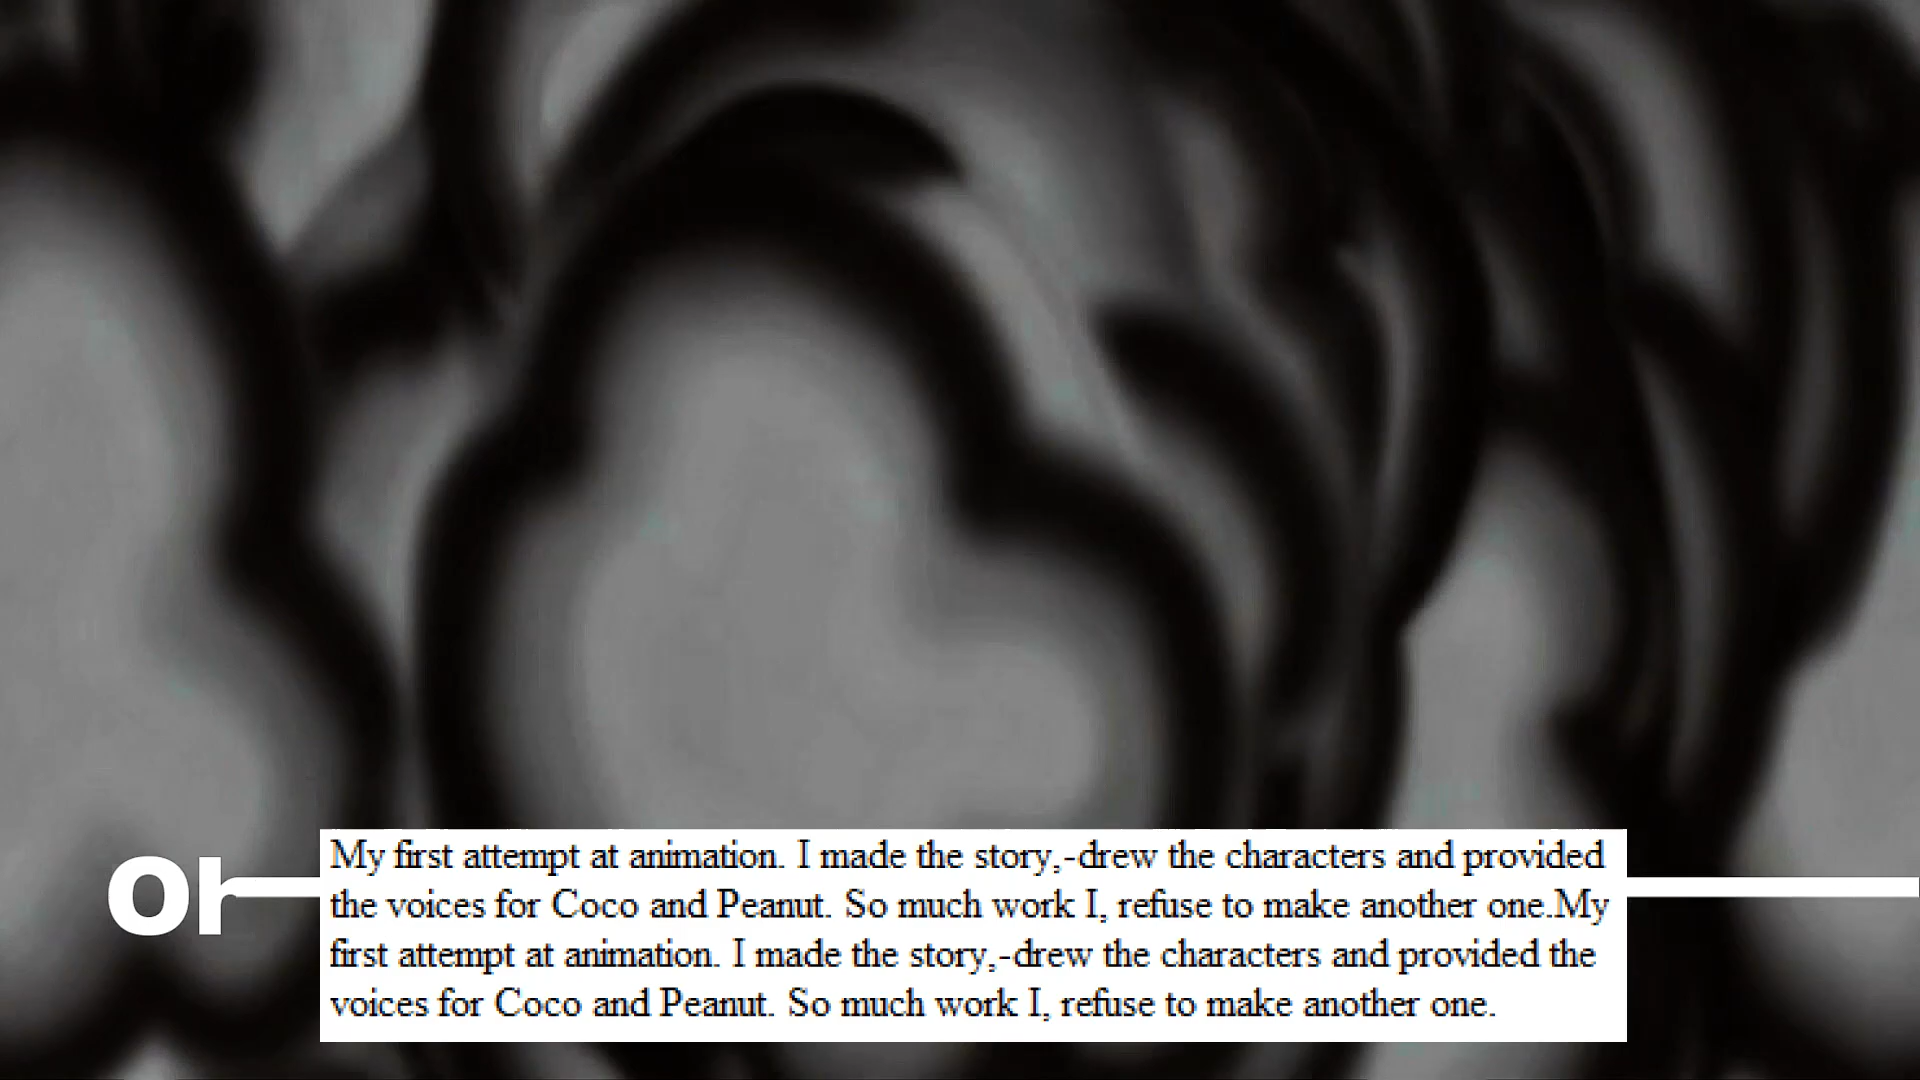 My first attempt at animation. I made the story,-drew the characters and provided
the voices for Coco and Peanut. So much work I, refuse to make another one.My
first attempt at animation. I made the story,-drew the characters and provided the
voices for Coco and Peanut. So much work I, refuse to make another one.